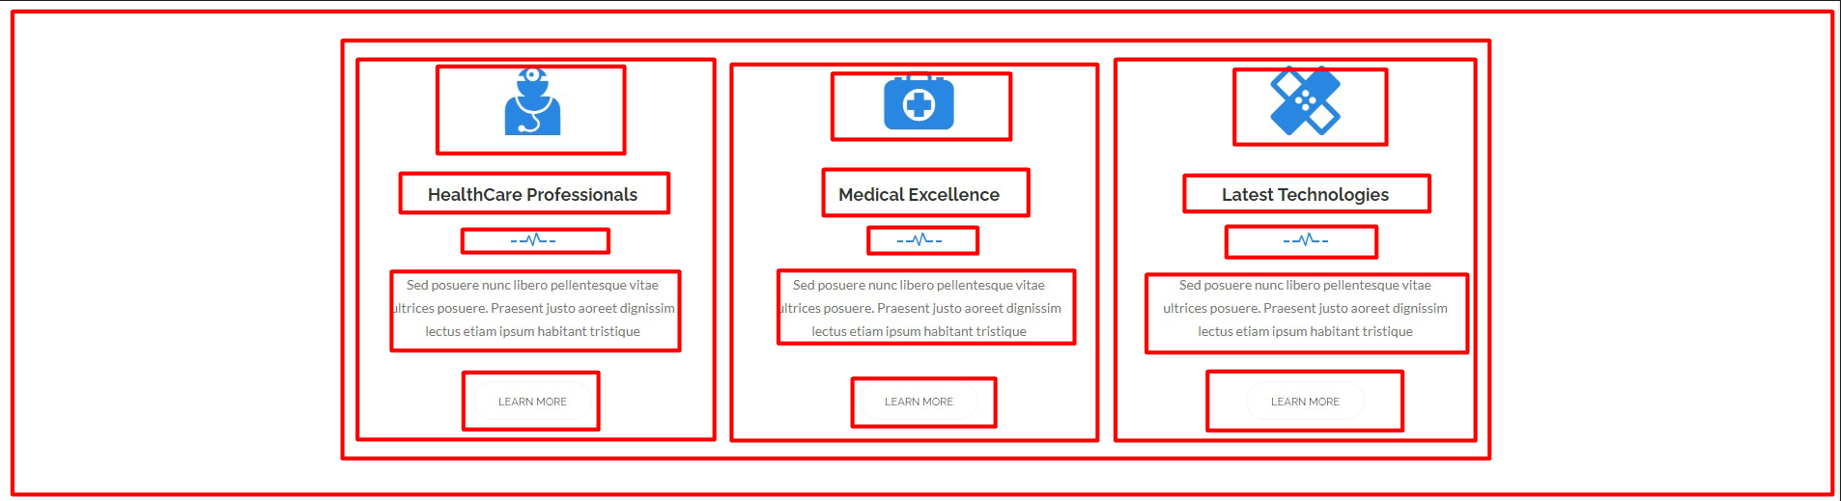 HealthCare Professionals
Sed posuere nunc libero pellentesque vitae
ultrices posuere. Praesent justo aoreet dignissim
lectus etiam ipsum habitant tristique
LEARN MORE
Medical Excellence
Sed posuere nunc libero pellentesque vitae
ultrices posuere. Praesent justo aoreet dignissim
lectus etiam ipsum habitant tristique
LEARN MORE
Latest Technologies
Sed posuere nunc libero pellentesque vitae
ultrices posuere. Praesent justo aoreet dignissim
lectus etiam ipsum habitant tristique
LEARN MORE